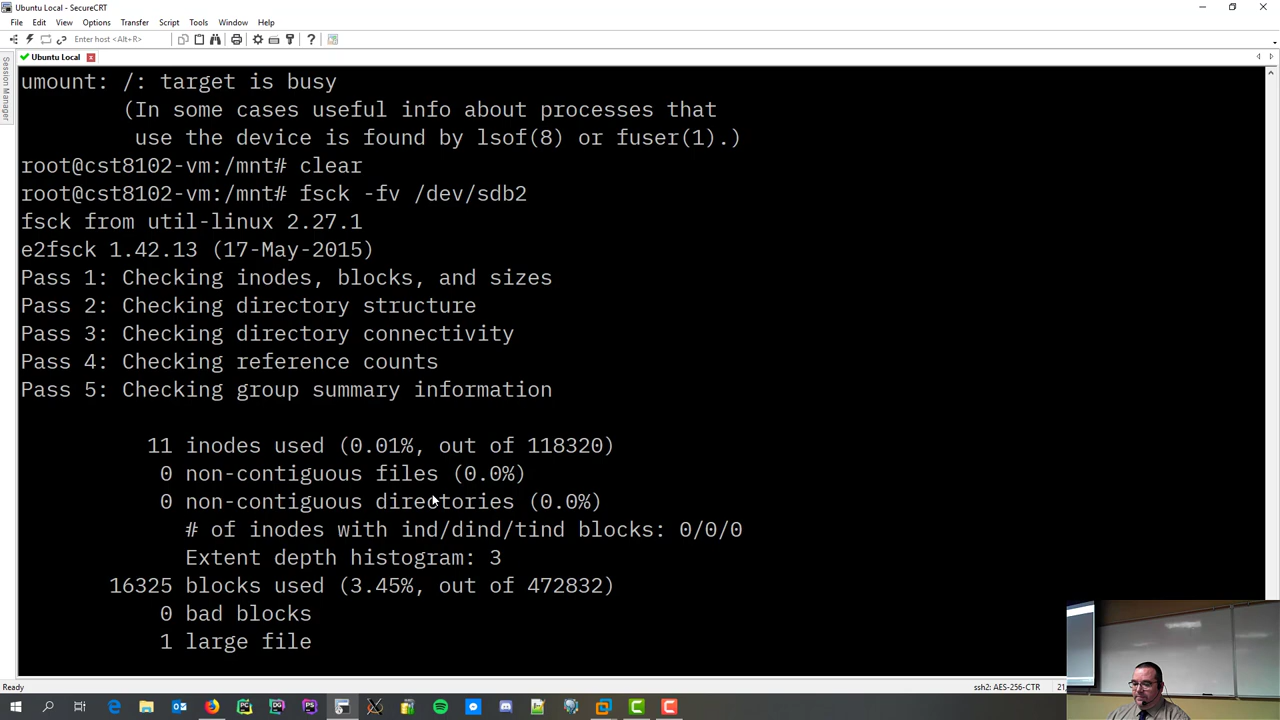 Ubuntu Local - SecureCRT
File Edit View Options Transfer Script Tools Window Help
Enter host <Alt+R>
Session Manager
Ubuntu Local
umount: /: target is busy
(In some cases useful info about processes that
use the device is found by lsof(8) or fuser(1).)
root@cst8102-vm:/mnt# clear
root@cst8102-vm:/mnt# fsck -fv /dev/sdb2
fsck from util-linux 2.27.1
e2fsck 1.42.13 (17-May-2015)
Pass 1: Checking inodes, blocks, and sizes
Pass 2: Checking directory structure
Pass 3: Checking directory connectivity
Pass 4: Checking reference counts
Pass 5: Checking group summary information
11 inodes used (0.01%, out of 118320)
0 non-contiguous files (0.0%)
0 non-contiguous directories (0.0%)
# of inodes with ind/dind/tind blocks: 0/0/0
Extent depth histogram: 3
16325 blocks used (3.45%, out of 472832)
0 bad blocks
1 large file
Ready
ssh2: AES-256-CTR